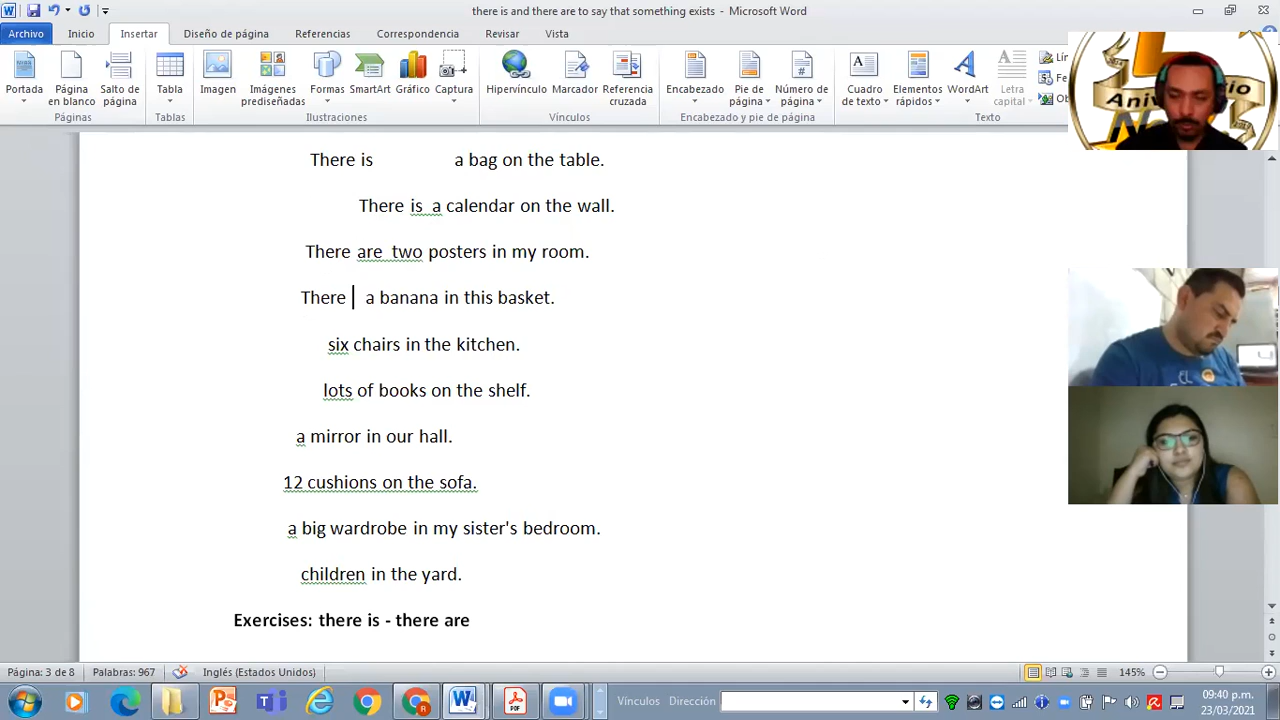 there is and there are to say that something exists - Microsoft Word
Archivo Inicio Insertar Diseño de página Referencias Correspondencia Revisar Vista
Portada
Página en blanco
Salto de página
Tabla
Imagen
Imágenes prediseñadas
Formas
SmartArt
Gráfico
Captura
Hipervínculo
Marcador
Referencia cruzada
Encabezado
Pie de página
Número de página
Cuadro de texto
Elementos rápidos
WordArt
Letra capital
Páginas
Tablas
Ilustraciones
Vínculos
Encabezado y pie de página
Texto
There is a bag on the table.
There is a calendar on the wall.
There are two posters in my room.
There a banana in this basket.
six chairs in the kitchen.
lots of books on the shelf.
a mirror in our hall.
12 cushions on the sofa.
a big wardrobe in my sister's bedroom.
children in the yard.
Exercises: there is - there are
Página: 3 de 8 Palabras: 967 Inglés (Estados Unidos) 145%
Vínculos Dirección
09:40 p.m.
23/03/2021